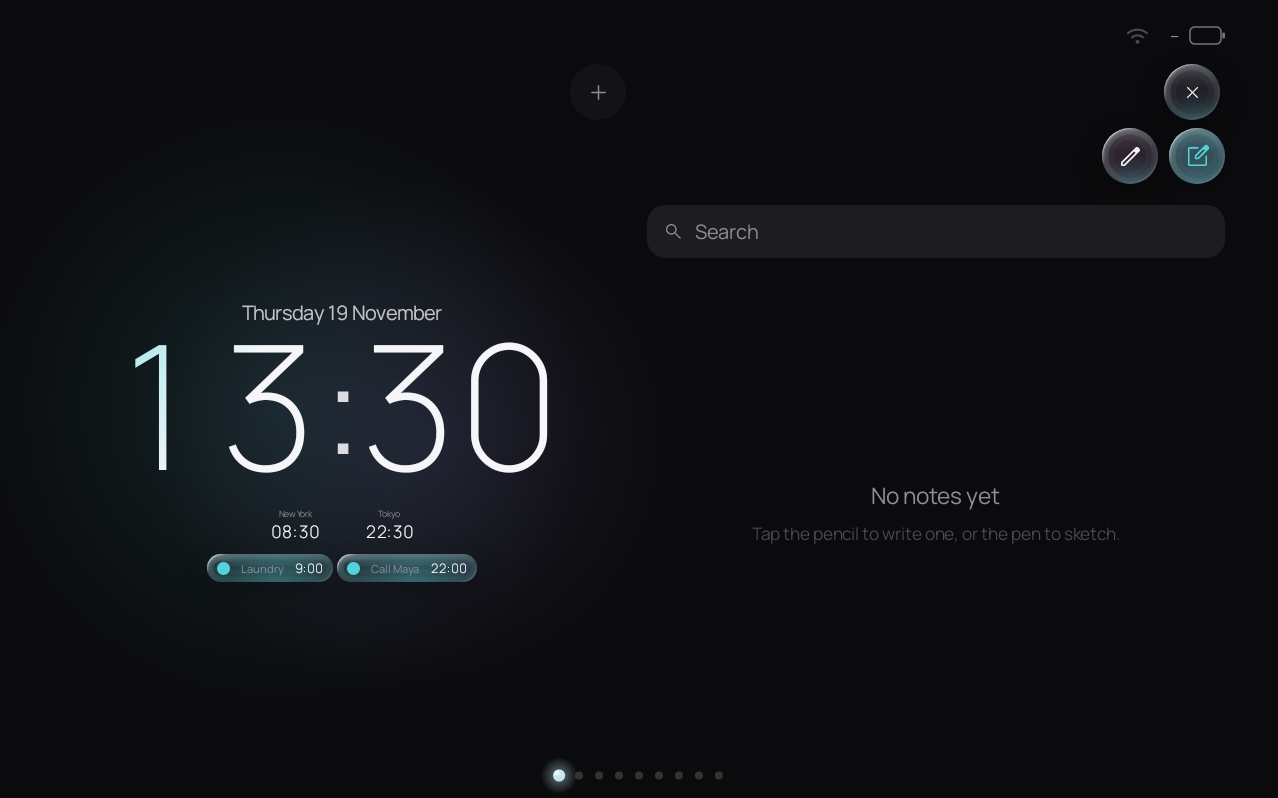 Search
Thursday 19 November
13:30
New York
Tokyo
08:30
22:30
Laundry 9:00
Call Maya 22:00
No notes yet
Tap the pencil to write one, or the pen to sketch.